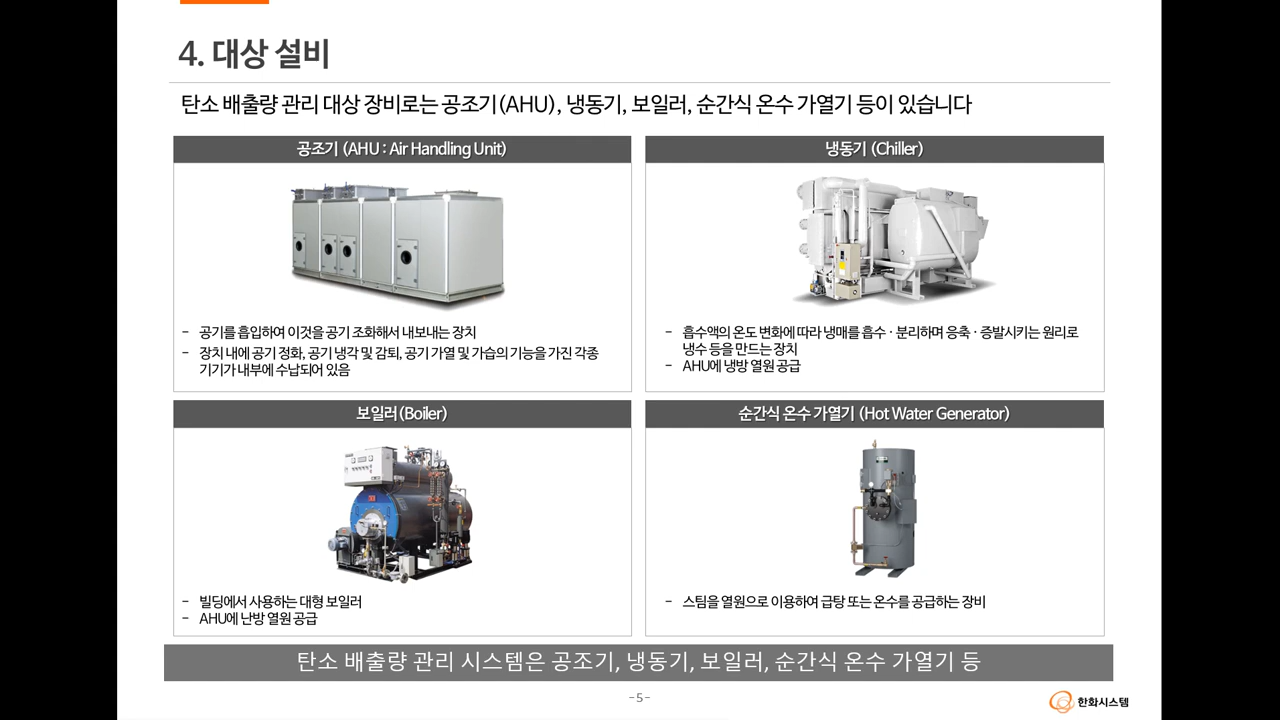 4. 대상 설비
탄소 배출량 관리 대상 장비로는 공조기(AHU), 냉동기, 보일러, 순간식 온수 가열기 등이 있습니다
공조기 (AHU : Air Handling Unit)
- 공기를 흡입하여 이것을 공기 조화해서 내보내는 장치
- 장치 내에 공기 정화, 공기 냉각 및 감퇴, 공기 가열 및 가습의 기능을 가진 각종
기기가 내부에 수납되어 있음
냉동기 (Chiller)
- 흡수액의 온도 변화에 따라 냉매를 흡수 · 분리하며 응축 · 증발시키는 원리로
냉수 등을 만드는 장치
- AHU에 냉방 열원 공급
보일러(Boiler)
- 빌딩에서 사용하는 대형 보일러
- AHU에 난방 열원 공급
순간식 온수 가열기 (Hot Water Generator)
- 스팀을 열원으로 이용하여 급탕 또는 온수를 공급하는 장비
탄소 배출량 관리 시스템은 공조기, 냉동기, 보일러, 순간식 온수 가열기 등
-5-
한화시스템